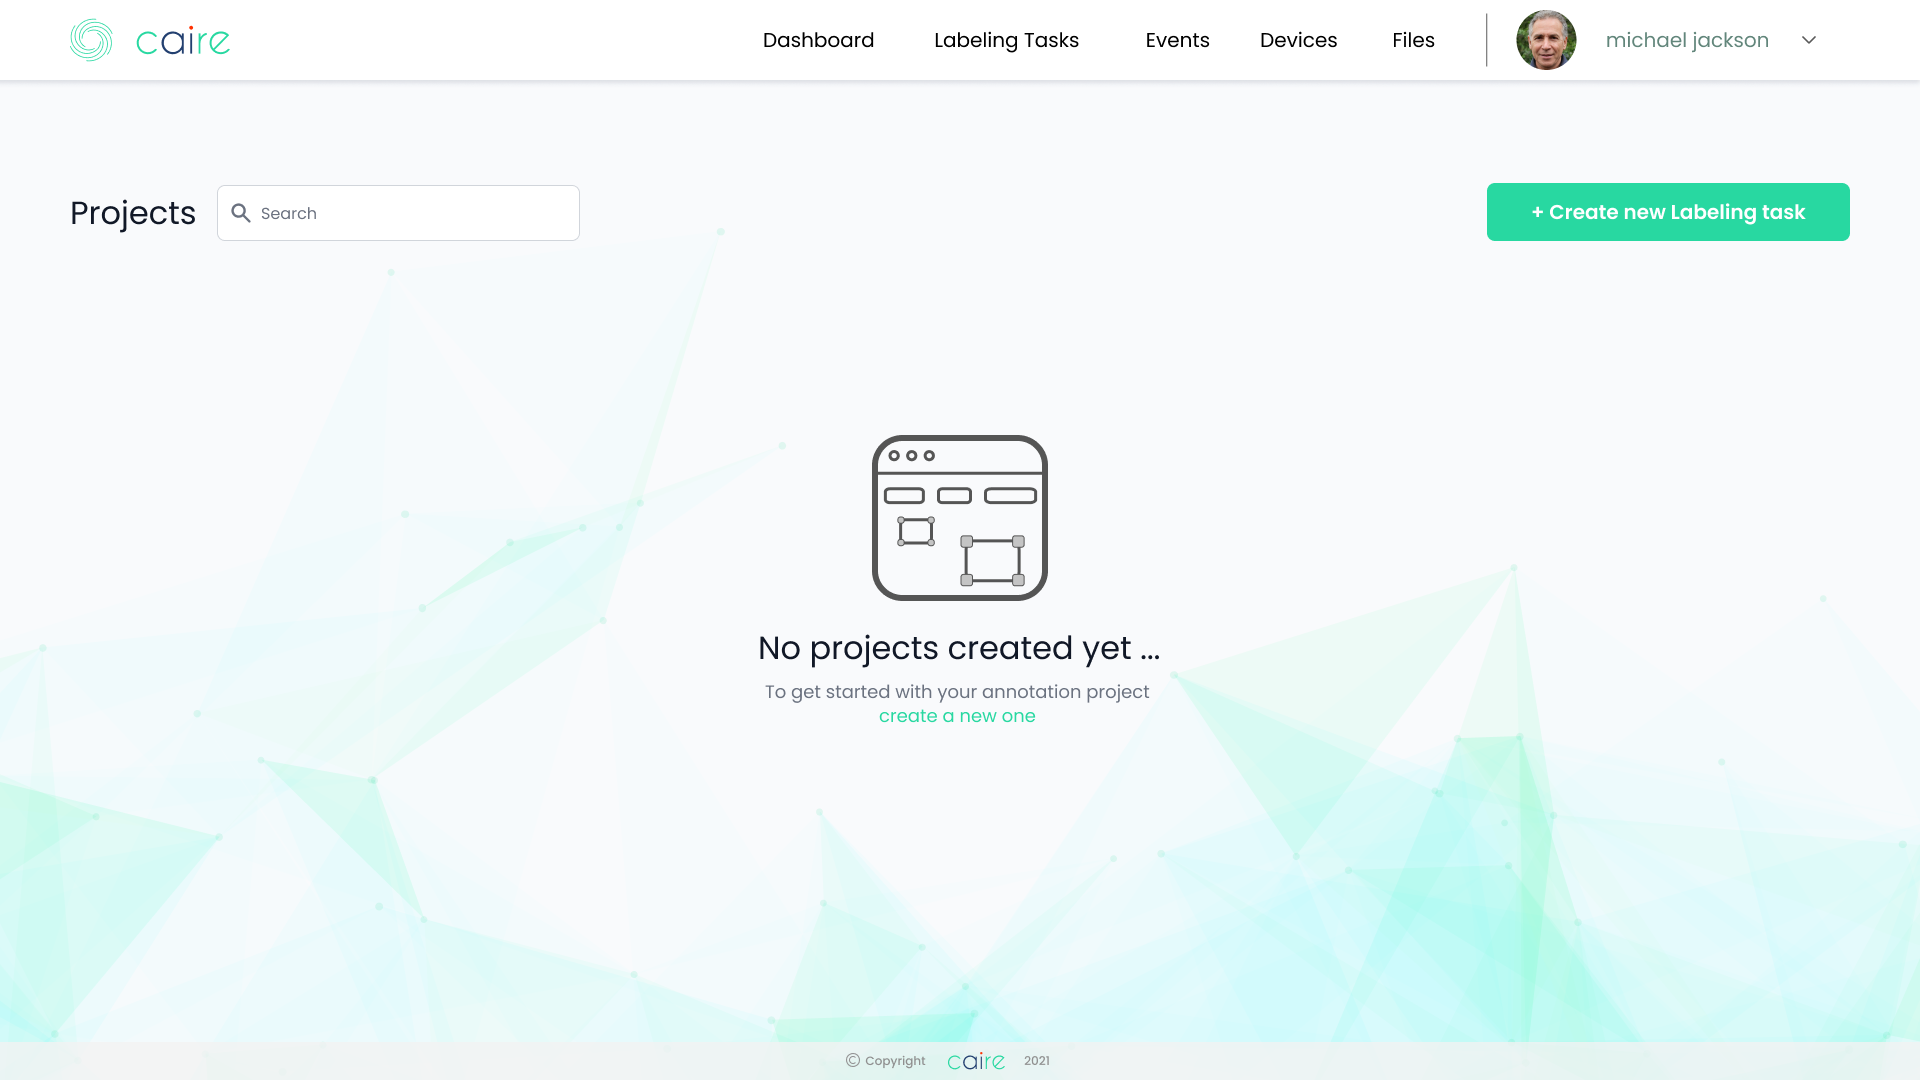 caire
Dashboard
Labeling Tasks
Events
Devices
Files
michael jackson
Projects
Search
+ Create new Labeling task
No projects created yet ...
To get started with your annotation project
create a new one
© Copyright caire 2021